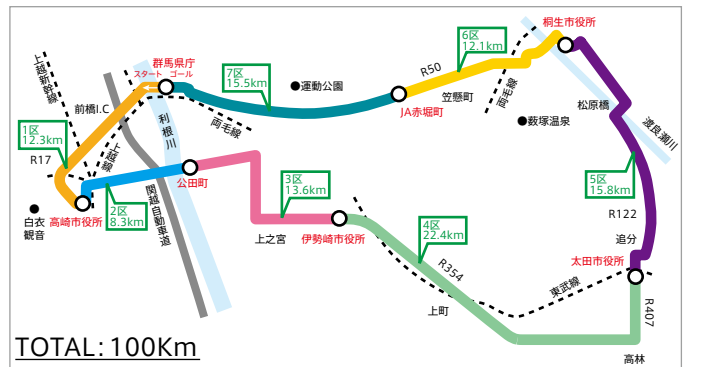 桐生市役所
6区
12.1km
R50
笠懸町
両毛線
松原橋
渡良瀬川
群馬県庁
スタート ゴール
7区
15.5km
●運動公園
JA赤堀町
●薮塚温泉
上越新幹線
前橋I.C
利根川
両毛線
1区
12.3km
R17
上越線
公田町
3区
13.6km
5区
15.8km
R122
追分
●
白衣
観音
高崎市役所
2区
8.3km
関越自動車道
上之宮
伊勢崎市役所
4区
22.4km
R354
上町
東武線
太田市役所
R407
高林
TOTAL:100Km